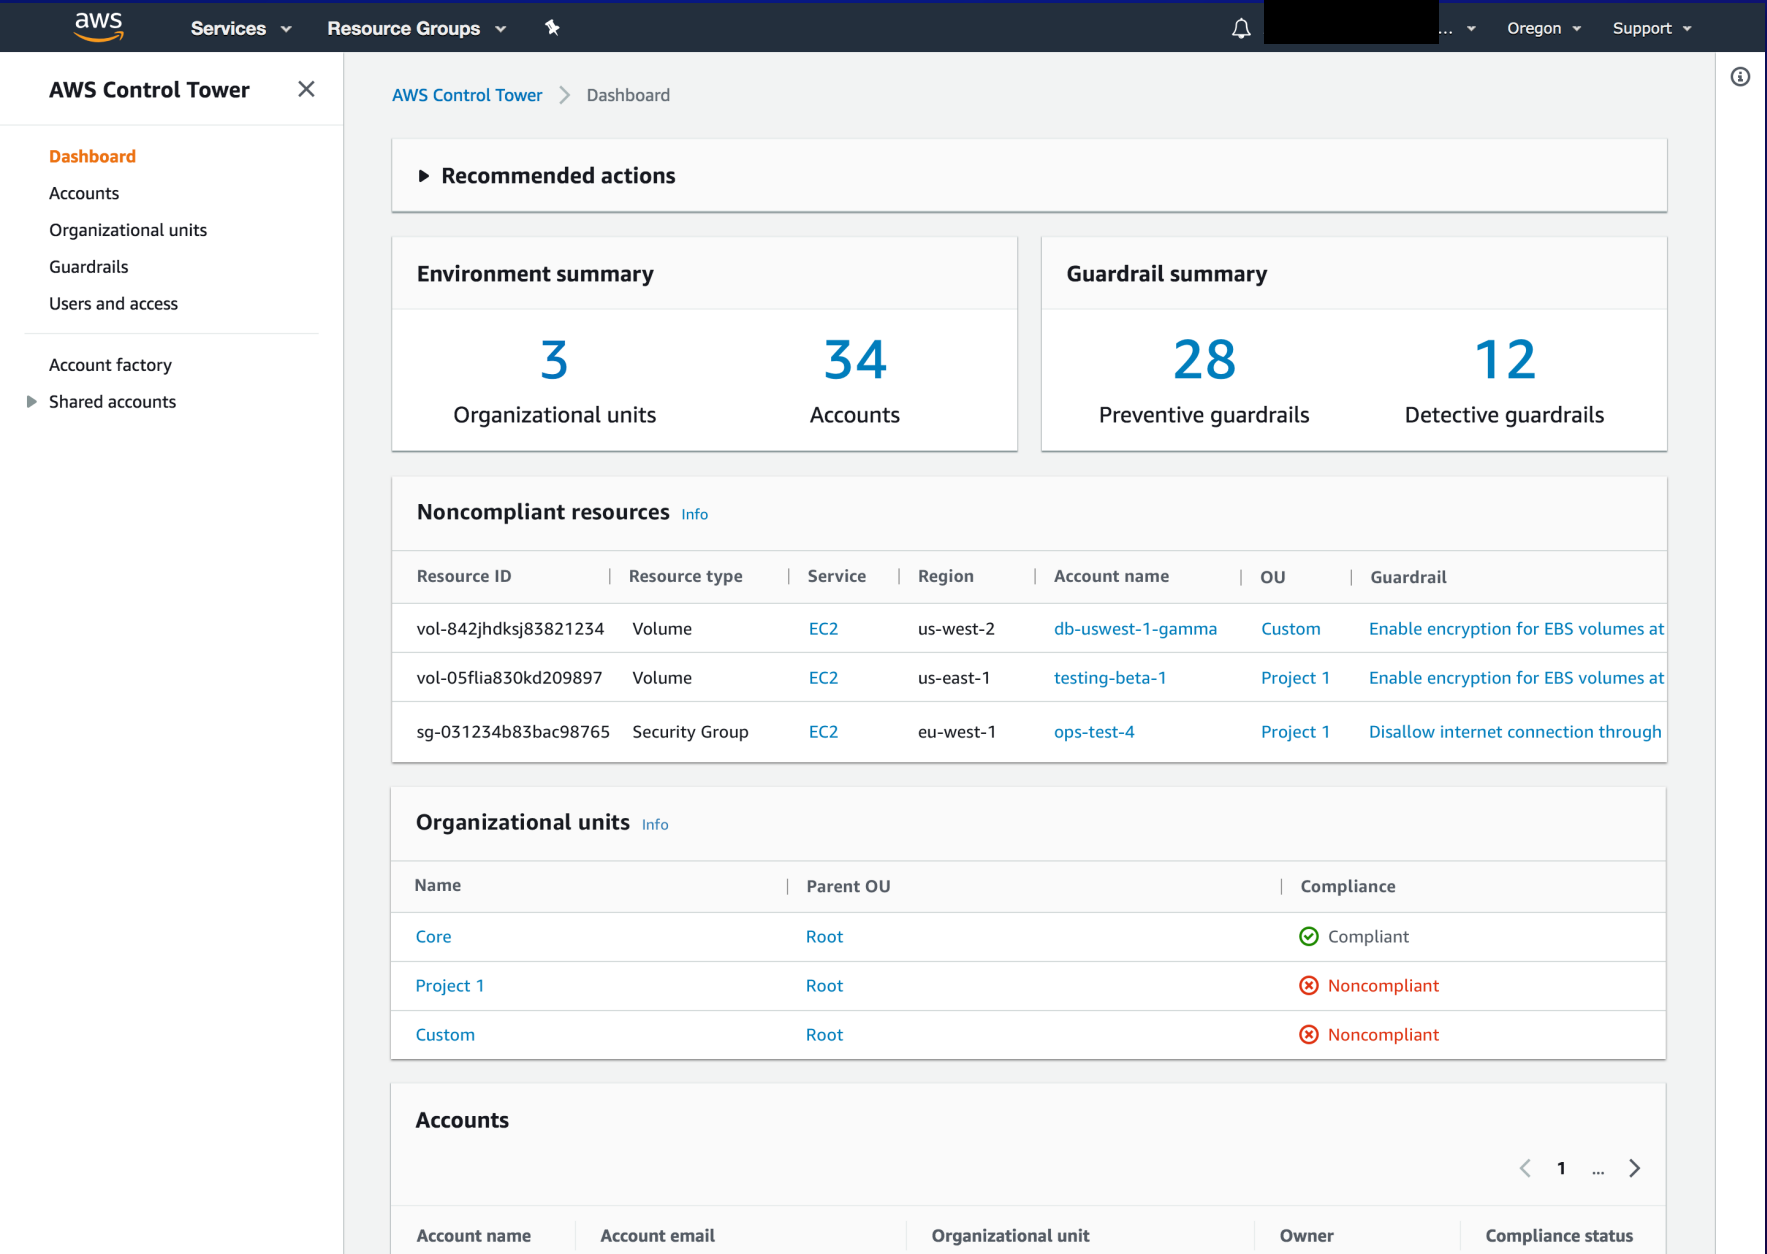 aws Services Resource Groups ... Oregon Support
AWS Control Tower
Dashboard
Accounts
Organizational units
Guardrails
Users and access
Account factory
Shared accounts
AWS Control Tower Dashboard
Recommended actions
Environment summary
3 34
Organizational units Accounts
Guardrail summary
28 12
Preventive guardrails Detective guardrails
Noncompliant resources Info
Resource ID Resource type Service Region Account name OU Guardrail
vol-842jhdksj83821234 Volume EC2 us-west-2 db-uswest-1-gamma Custom Enable encryption for EBS volumes at
vol-05flia830kd209897 Volume EC2 us-east-1 testing-beta-1 Project 1 Enable encryption for EBS volumes at
sg-031234b83bac98765 Security Group EC2 eu-west-1 ops-test-4 Project 1 Disallow internet connection through
Organizational units Info
Name Parent OU Compliance
Core Root Compliant
Project 1 Root Noncompliant
Custom Root Noncompliant
Accounts
1 ...
Account name Account email Organizational unit Owner Compliance status